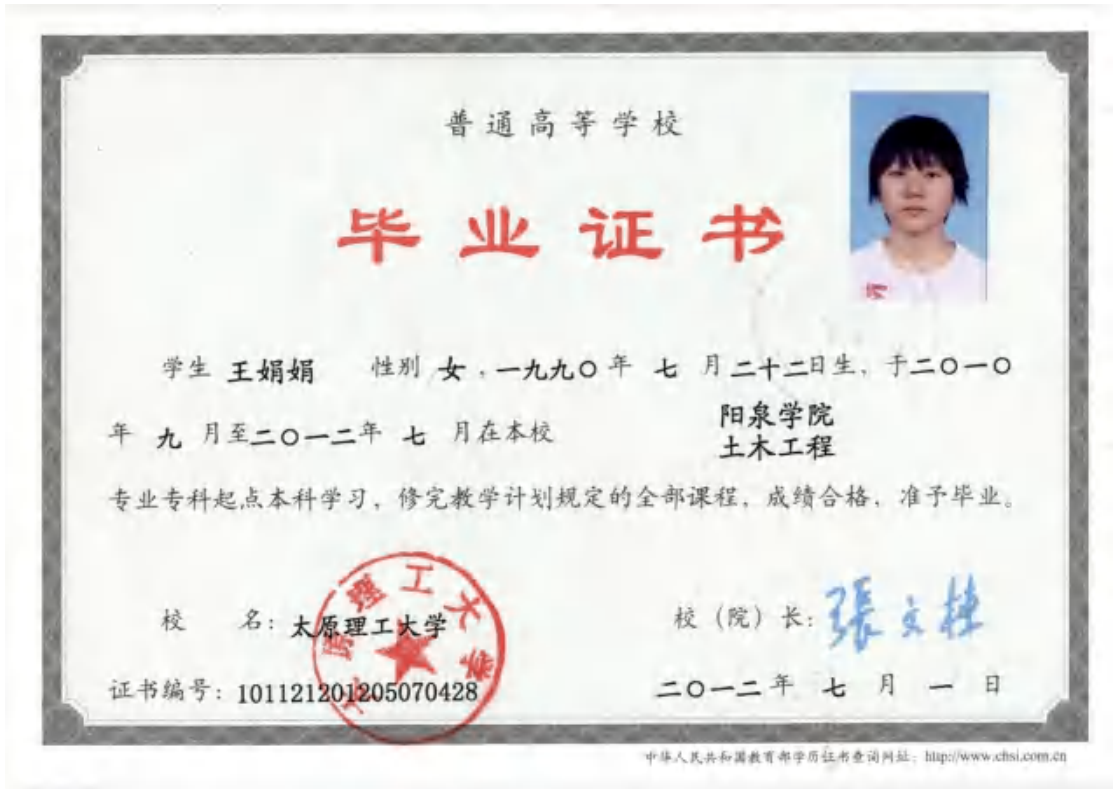 普通高等学校
毕业证书
学生 王娟娟 性别 女，一九九〇年 七 月二十二日生，于二〇一〇
年 九 月至二〇一二年 七 月在本校 阳泉学院
土木工程
专业专科起点本科学习，修完教学计划规定的全部课程，成绩合格，准予毕业。
太原理工大学
校 名：太原理工大学 校（院）长：張文栋
证书编号：101121201205070428 二〇一二年 七 月 一 日
中华人民共和国教育部学历证书查询网址：http://www.chsi.com.cn